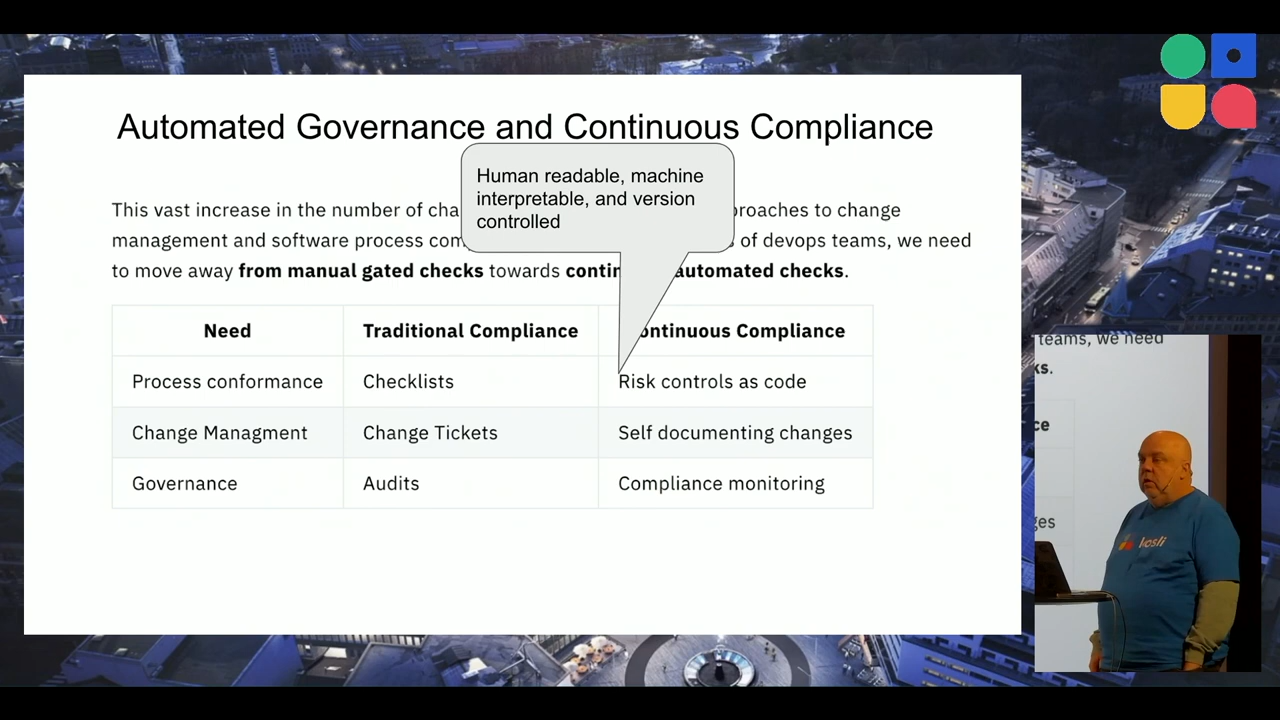 Automated Governance and Continuous Compliance
Human readable, machine
interpretable, and version
controlled
This vast increase in the number of cha
roaches to change
management and software process com
of devops teams, we need
to move away from manual gated checks towards contin automated checks.
Need Traditional Compliance ontinuous Compliance
Process conformance Checklists Risk controls as code
Change Managment Change Tickets Self documenting changes
Governance Audits Compliance monitoring
teams, we need
ks.
ce
ges
kosli